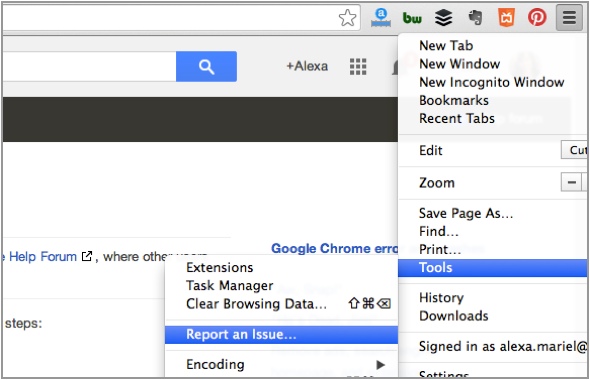 bw
+Alexa
New Tab
New Window
New Incognito Window
Bookmarks
Recent Tabs
Edit
Cut
Zoom
−
Save Page As...
Find...
Print...
Tools
History
Downloads
Signed in as alexa.mariel@
Settings
Google Chrome erro
e Help Forum , where other users
steps:
Extensions
Task Manager
Clear Browsing Data... ⇧⌘⌫
Report an Issue...
Encoding ▶